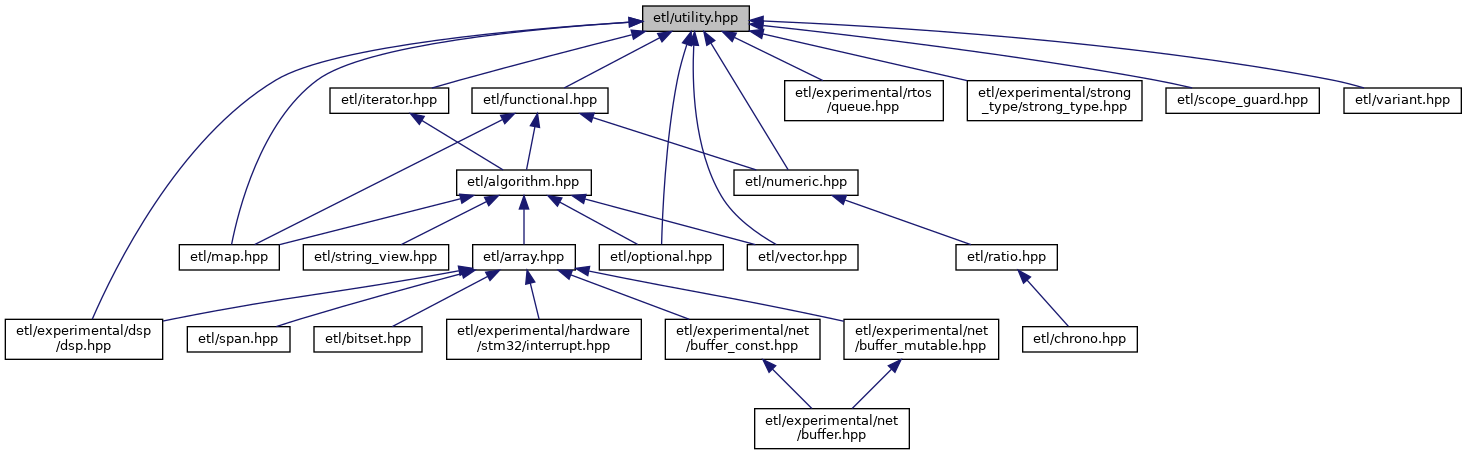 etl/utility.hpp
etl/iterator.hpp
etl/functional.hpp
etl/experimental/rtos
/queue.hpp
etl/experimental/strong
_type/strong_type.hpp
etl/scope_guard.hpp
etl/variant.hpp
etl/algorithm.hpp
etl/numeric.hpp
etl/map.hpp
etl/string_view.hpp
etl/array.hpp
etl/optional.hpp
etl/vector.hpp
etl/ratio.hpp
etl/experimental/dsp
/dsp.hpp
etl/span.hpp
etl/bitset.hpp
etl/experimental/hardware
/stm32/interrupt.hpp
etl/experimental/net
/buffer_const.hpp
etl/experimental/net
/buffer_mutable.hpp
etl/chrono.hpp
etl/experimental/net
/buffer.hpp